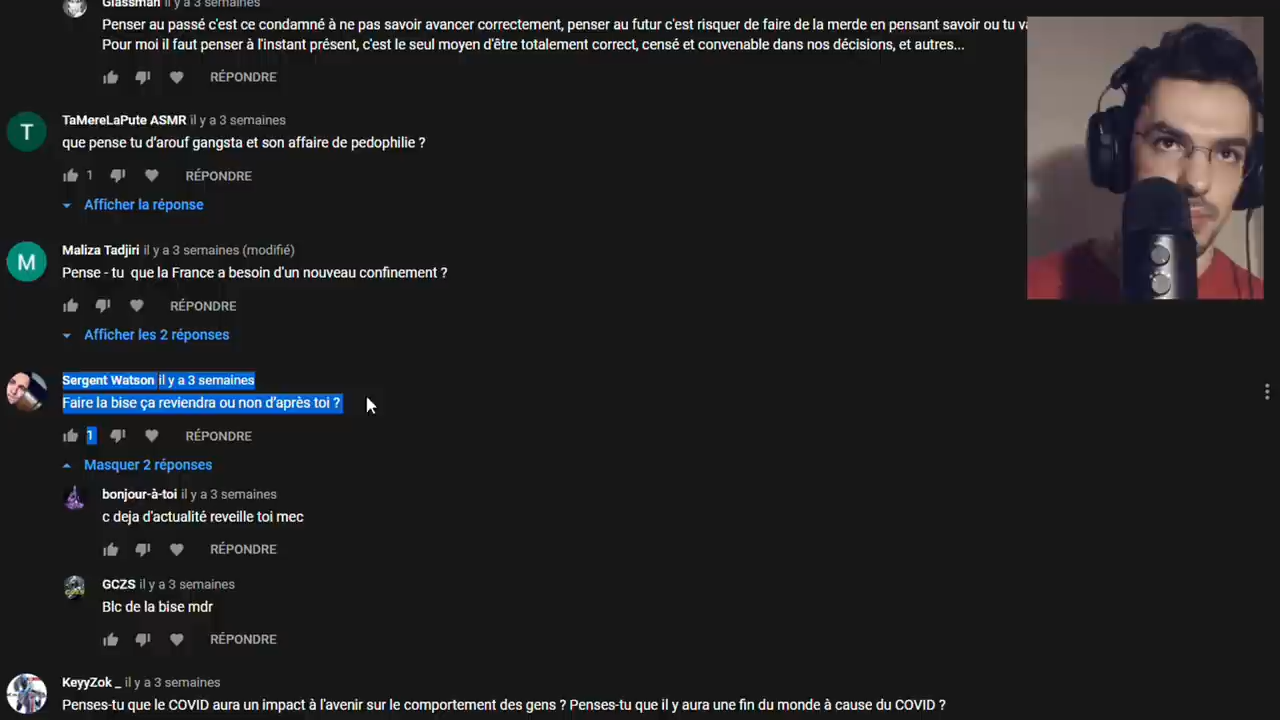 Glassman il y a 3 semaines
Penser au passé c'est ce condamné à ne pas savoir avancer correctement, penser au futur c'est risquer de faire de la merde en pensant savoir ou tu
Pour moi il faut penser à l'instant présent, c'est le seul moyen d'être totalement correct, censé et convenable dans nos décisions, et autres...
RÉPONDRE
T
TaMereLaPute ASMR il y a 3 semaines
que pense tu d'arouf gangsta et son affaire de pedophilie ?
1 RÉPONDRE
Afficher la réponse
M
Maliza Tadjiri il y a 3 semaines (modifié)
Pense - tu que la France a besoin d'un nouveau confinement ?
RÉPONDRE
Afficher les 2 réponses
Sergent Watson il y a 3 semaines
Faire la bise ça reviendra ou non d'après toi ?
1 RÉPONDRE
Masquer 2 réponses
bonjour-à-toi il y a 3 semaines
c deja d'actualité reveille toi mec
RÉPONDRE
GCZS il y a 3 semaines
Blc de la bise mdr
RÉPONDRE
KeyyZok _ il y a 3 semaines
Penses-tu que le COVID aura un impact à l'avenir sur le comportement des gens ? Penses-tu que il y aura une fin du monde à cause du COVID ?